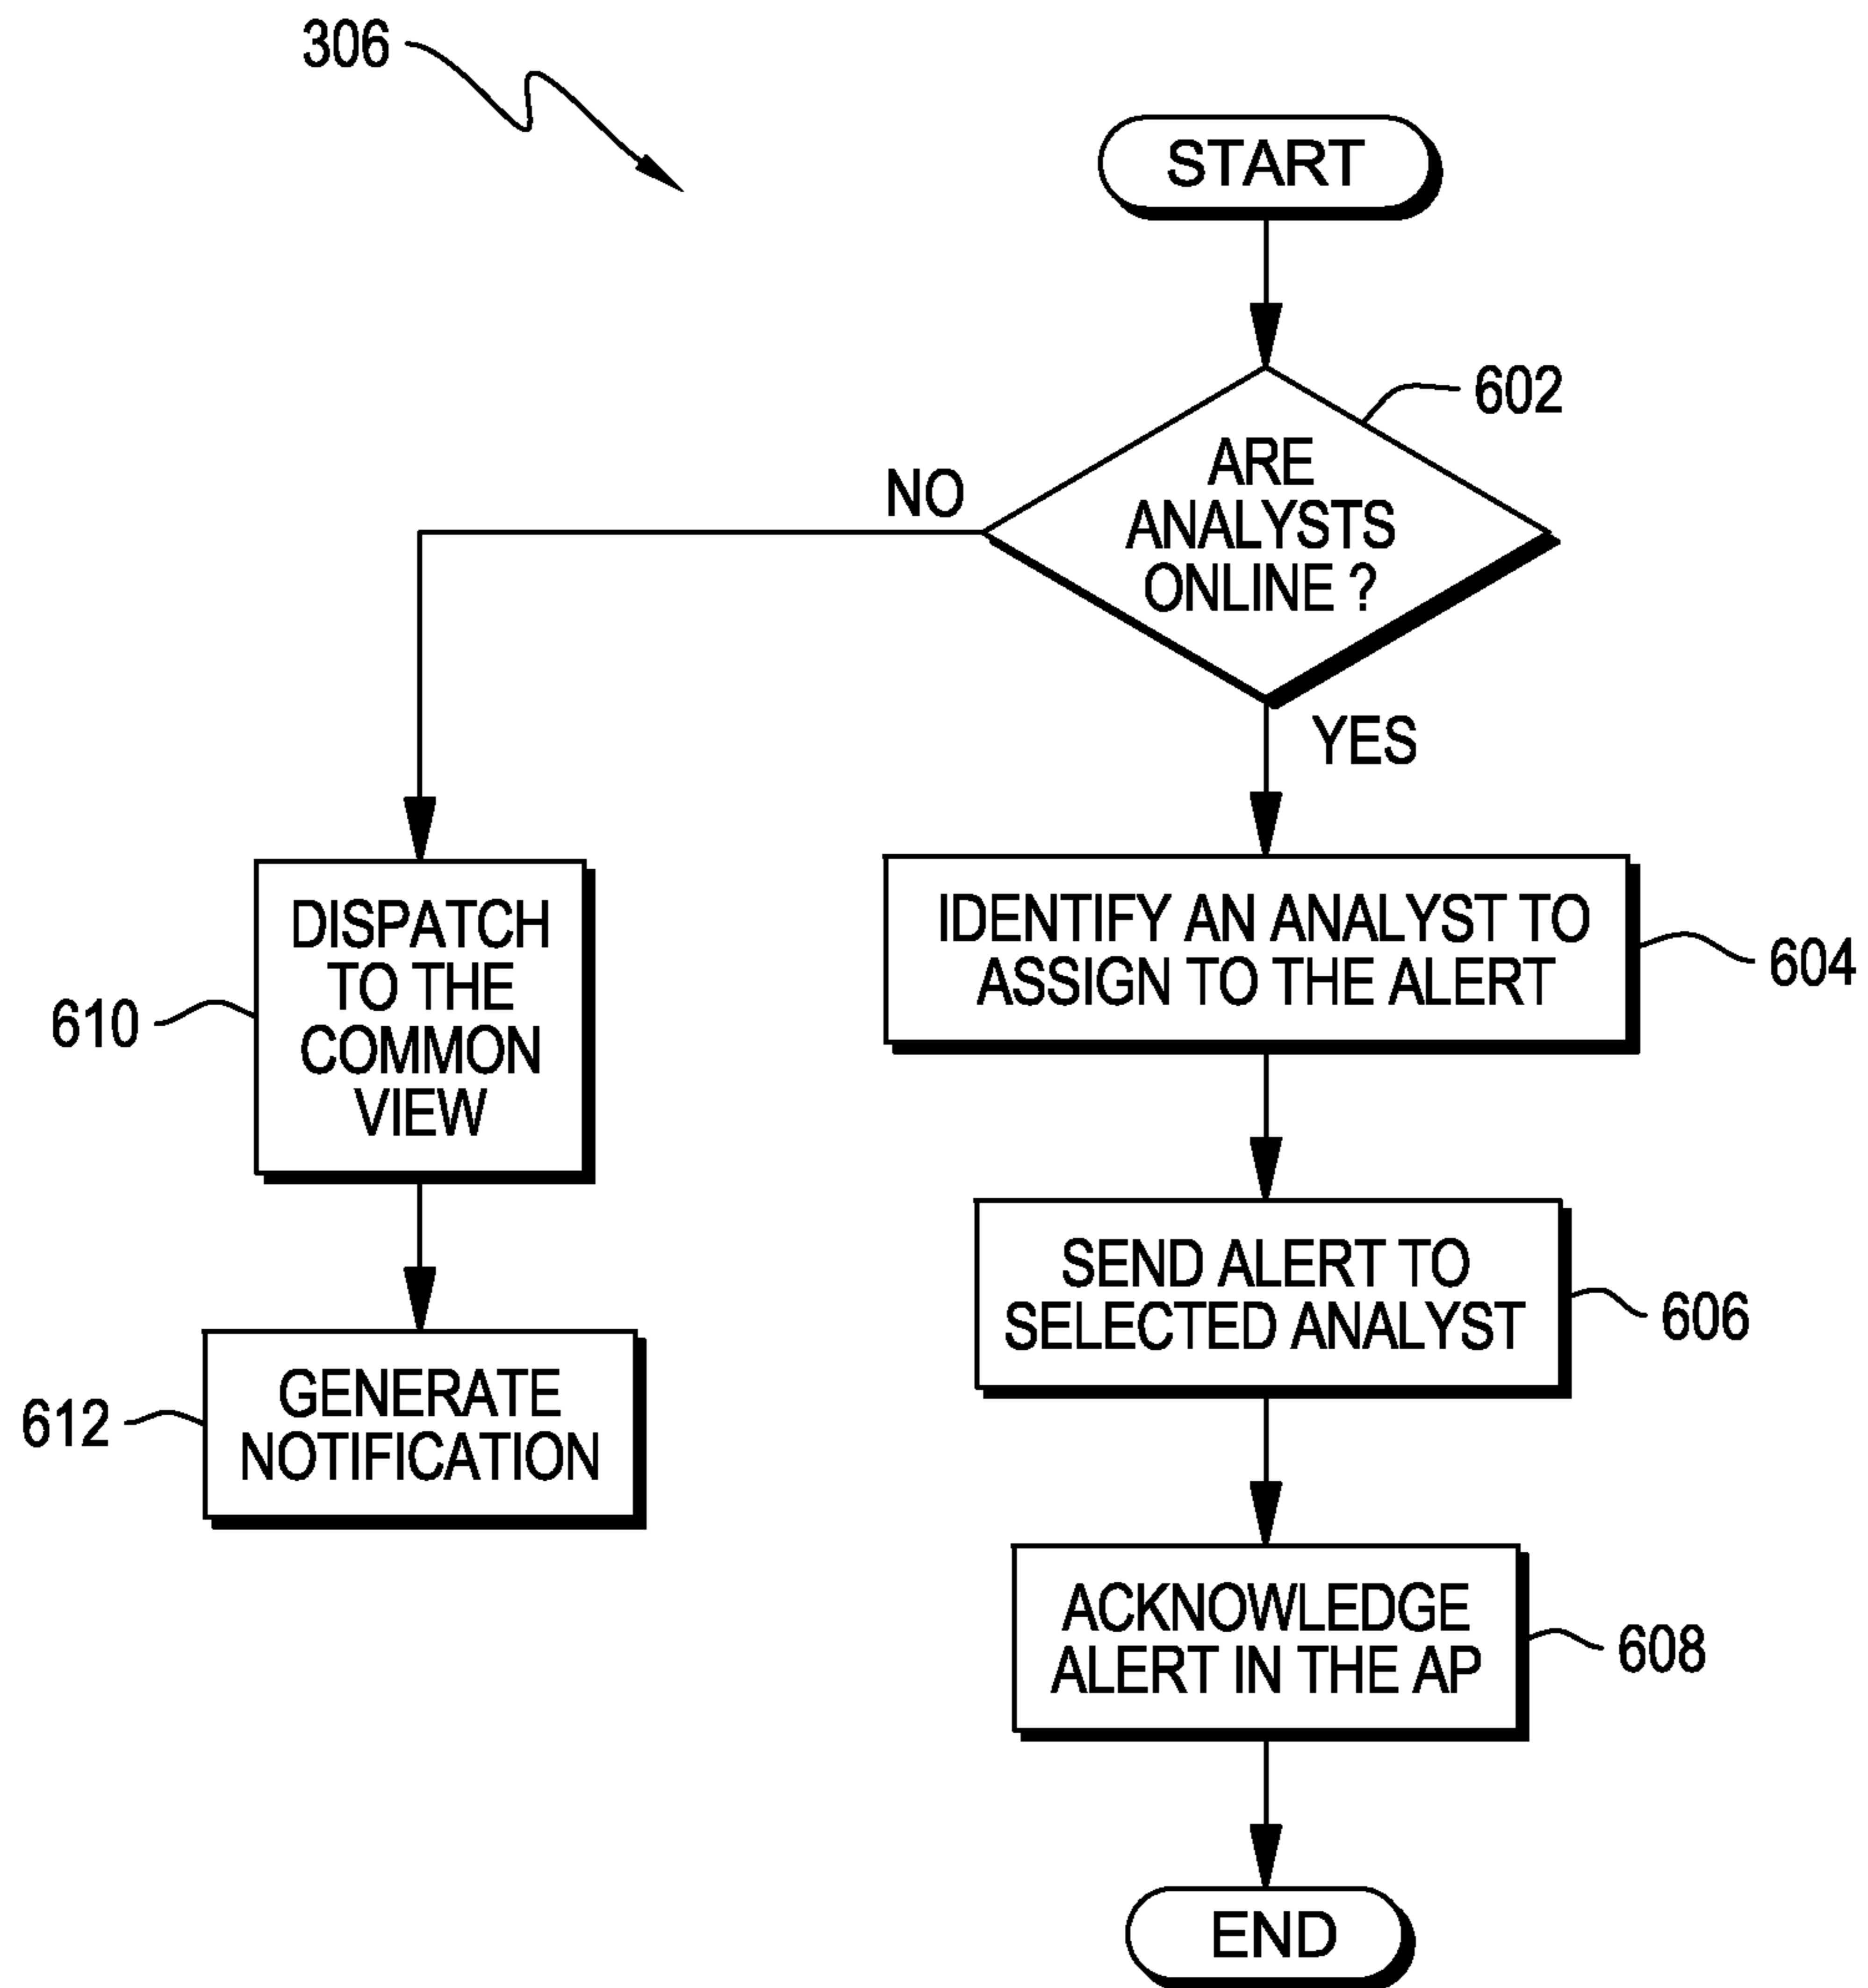 306
START
602
ARE
ANALYSTS
ONLINE ?
NO
YES
IDENTIFY AN ANALYST TO
ASSIGN TO THE ALERT
604
DISPATCH
TO THE
COMMON
VIEW
610
SEND ALERT TO
SELECTED ANALYST
606
GENERATE
NOTIFICATION
612
ACKNOWLEDGE
ALERT IN THE AP
608
END